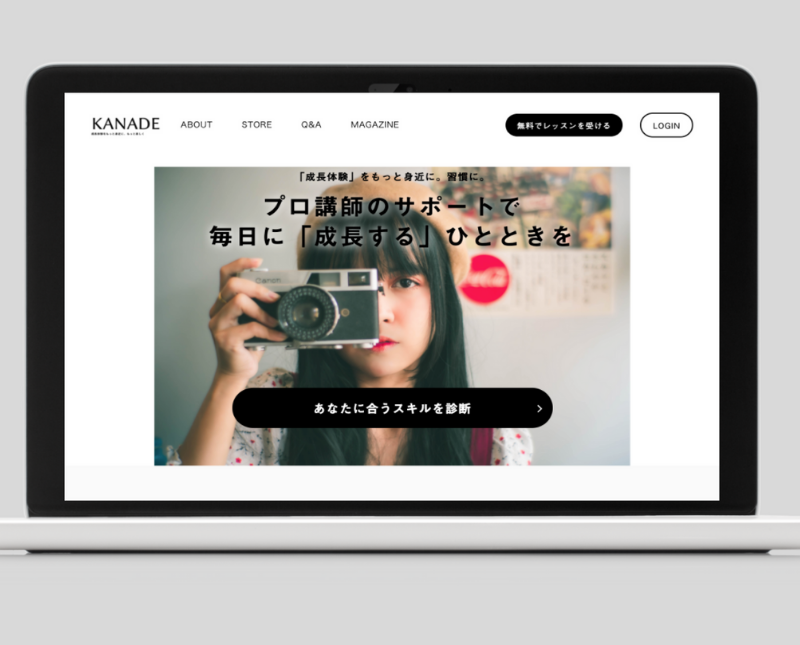 KANADE
ABOUT
STORE
Q&A
MAGAZINE
無料でレッスンを受ける
LOGIN
「成長体験」をもっと身近に。習慣に。
プロ講師のサポートで
毎日に「成長する」ひとときを
Canon
あなたに合うスキルを診断